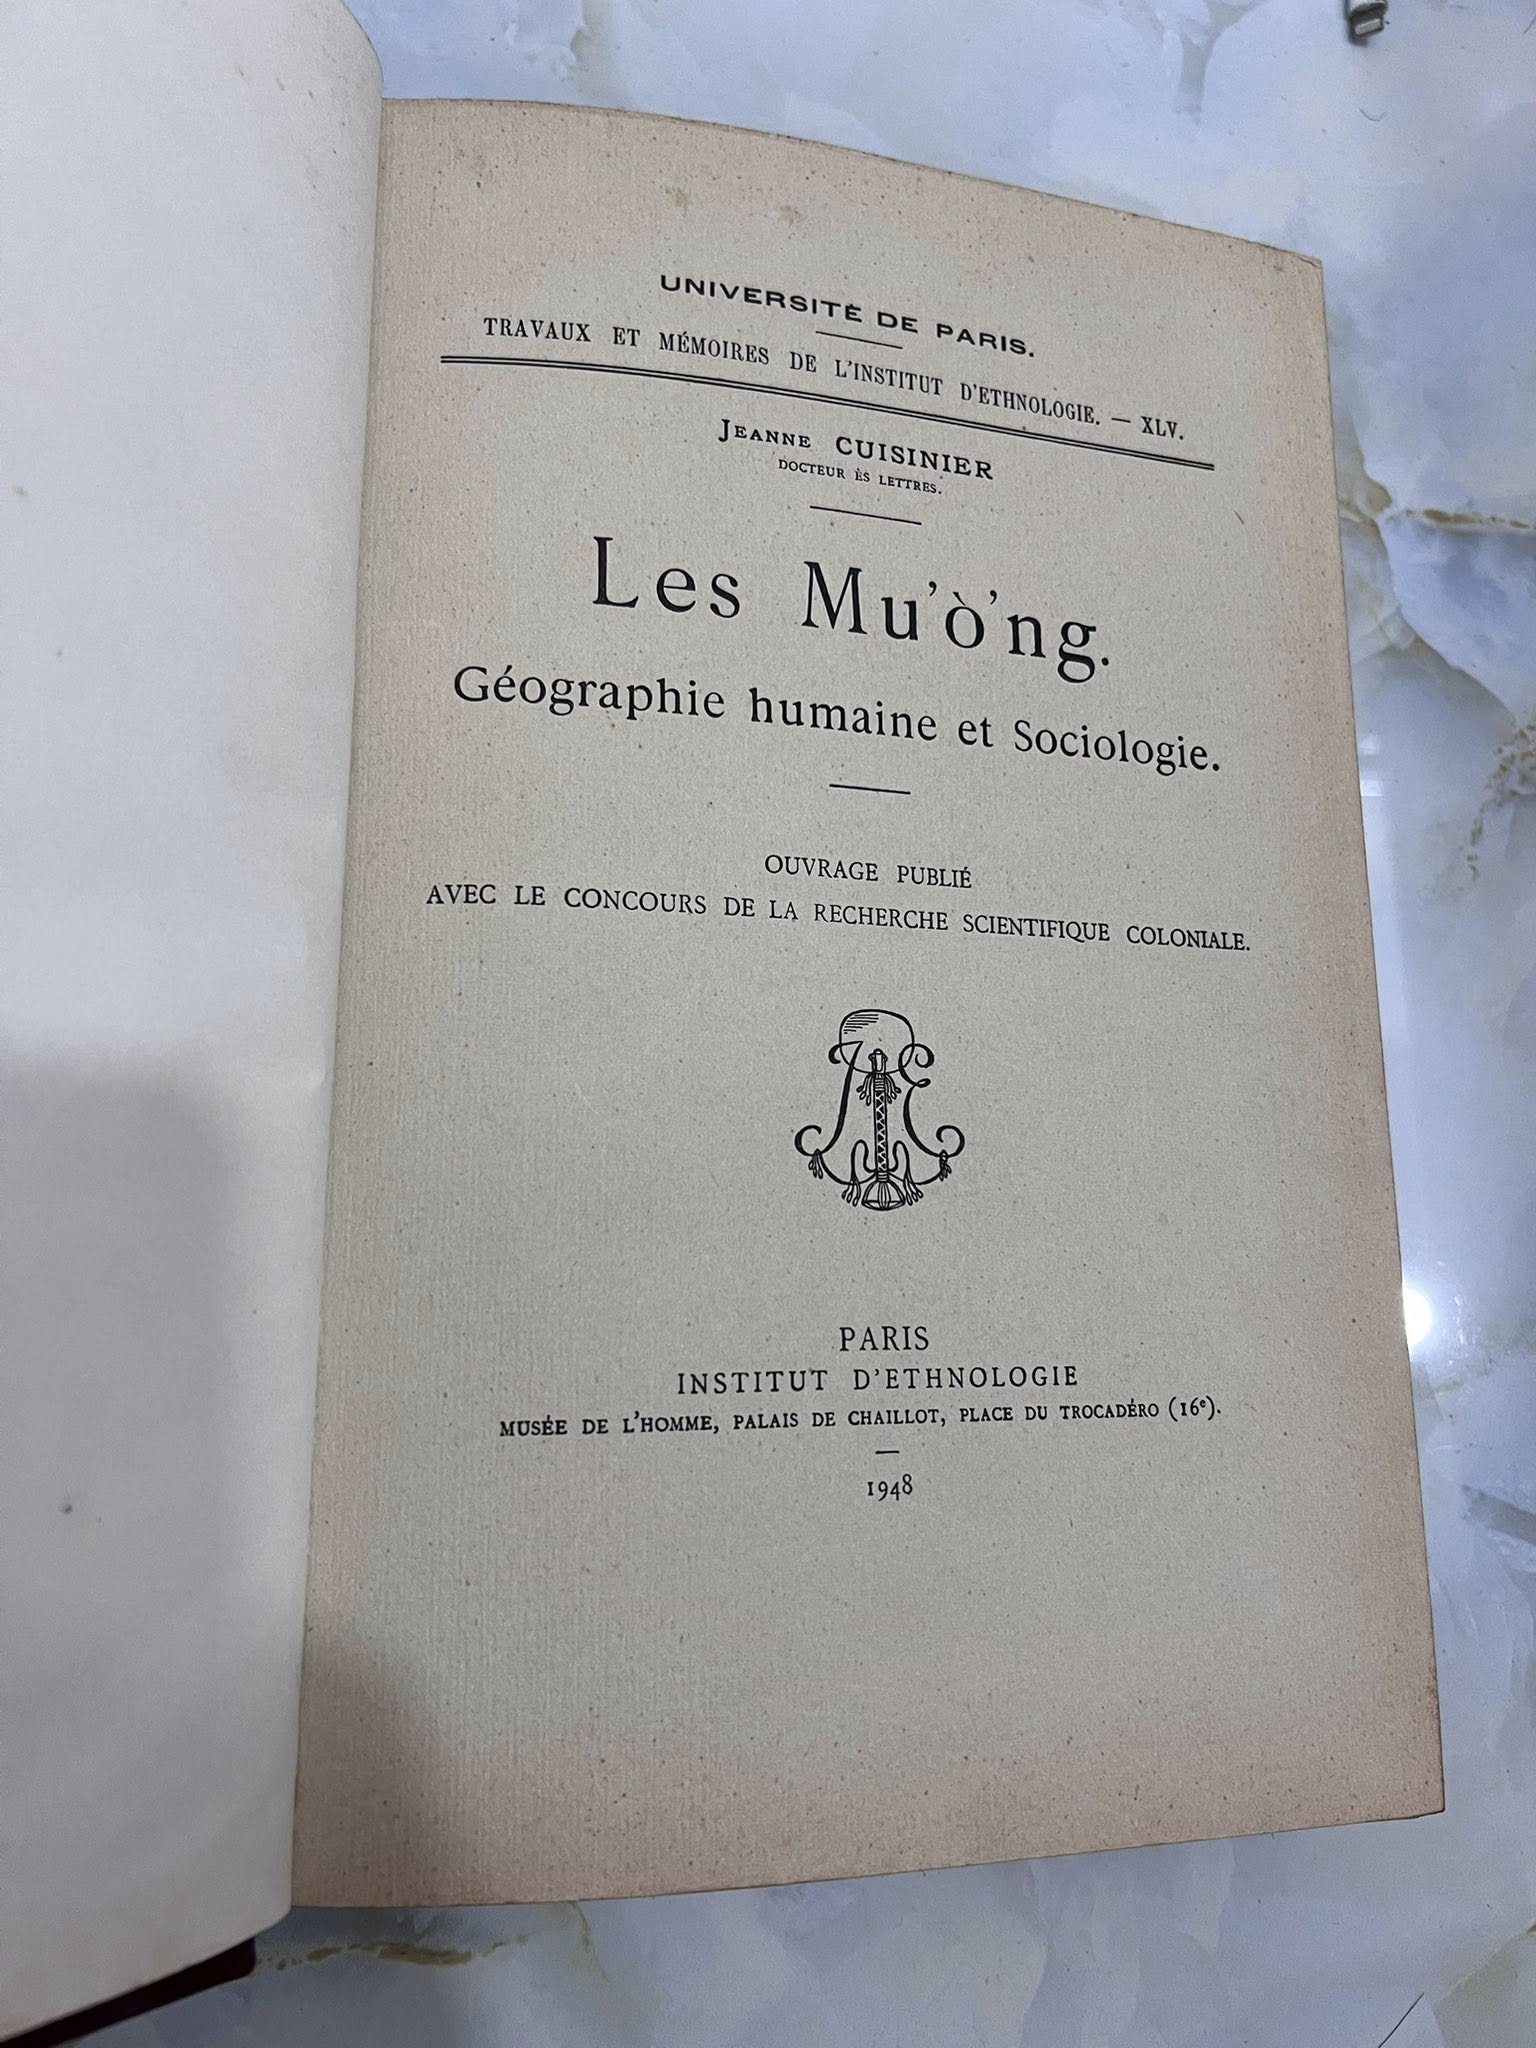 UNIVERSITÉ DE PARIS.
TRAVAUX ET MÉMOIRES DE L'INSTITUT D'ETHNOLOGIE. — XLV.
JEANNE CUISINIER
DOCTEUR ÈS LETTRES.
Les Mu'ò'ng.
Géographie humaine et Sociologie.
OUVRAGE PUBLIÉ
AVEC LE CONCOURS DE LA RECHERCHE SCIENTIFIQUE COLONIALE.
PARIS
INSTITUT D'ETHNOLOGIE
MUSÉE DE L'HOMME, PALAIS DE CHAILLOT, PLACE DU TROCADÉRO (16e).
1948